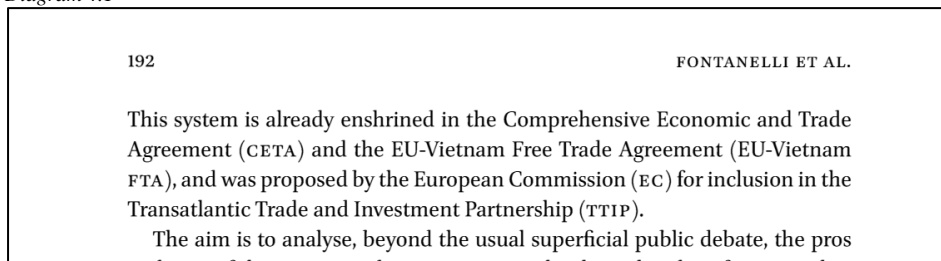 192 FONTANELLI ET AL.
This system is already enshrined in the Comprehensive Economic and Trade
Agreement (CETA) and the EU-Vietnam Free Trade Agreement (EU-Vietnam
FTA), and was proposed by the European Commission (EC) for inclusion in the
Transatlantic Trade and Investment Partnership (TTIP).
The aim is to analyse, beyond the usual superficial public debate, the pros